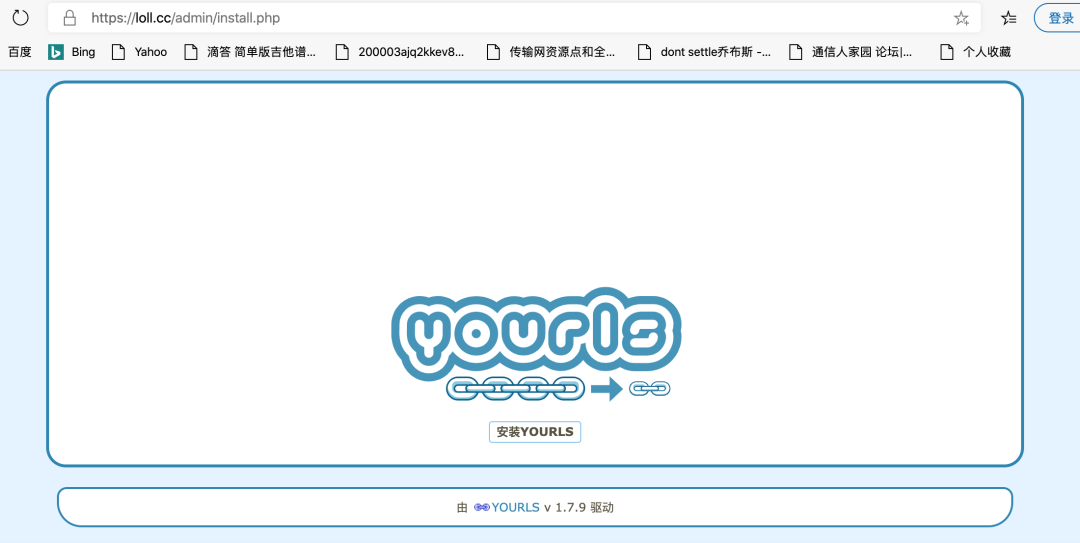 https://loll.cc/admin/install.php
登录
百度 Bing Yahoo 滴答 简单版吉他谱... 200003ajq2kkev8... 传输网资源点和全... dont settle乔布斯 -... 通信人家园 论坛|... 个人收藏
yourls
安装YOURLS
由 YOURLS v 1.7.9 驱动